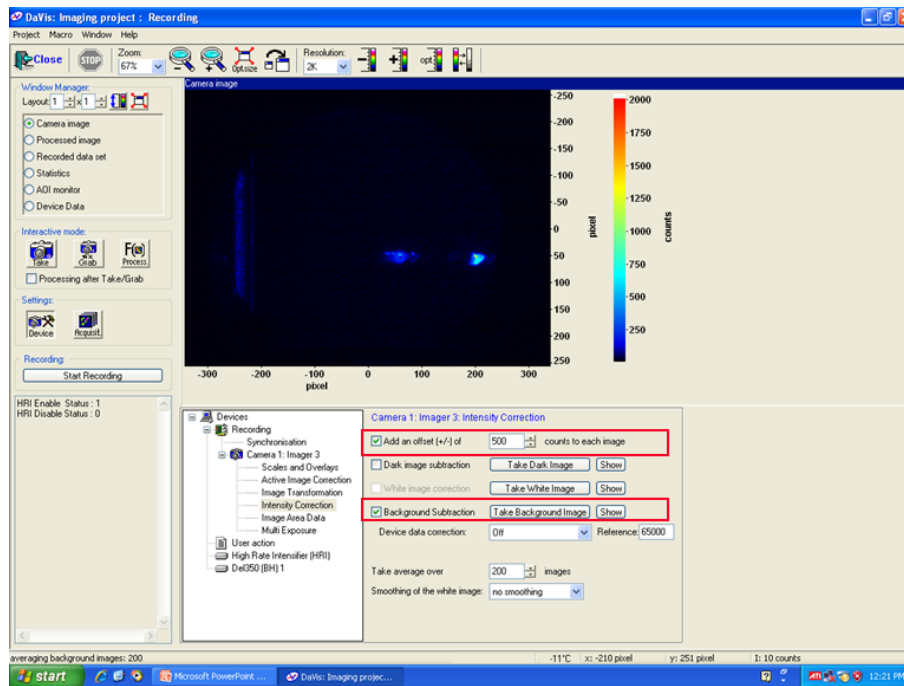 DaVis: Imaging project : Recording
Project Macro Window Help
Close STOP Zoom: 67% Opt.size Resolution: 2K opt
Window Manager:
Layout: 1 x 1
Camera image
Processed image
Recorded data set
Statistics
AOI monitor
Device Data
Interactive mode:
Take Grab F(x) Process.
Processing after Take/Grab
Settings:
Device Acquisit.
Recording:
Start Recording
HRI Enable Status : 1
HRI Disable Status : 0
Camera image
-250
-200
-150
-100
-50
-0
50
100
150
200
250
pixel
2000
1750
1500
1250
1000
750
500
250
counts
-300 -200 -100 0 100 200 300
pixel
Devices
Recording
Synchronisation
Camera 1: Imager 3
Scales and Overlays
Active Image Correction
Image Transformation
Intensity Correction
Image Area Data
Multi Exposure
User action
High Rate Intensifier (HRI)
Del350 (BH) 1
Camera 1: Imager 3: Intensity Correction
Add an offset (+/-) of 500 counts to each image
Dark image subtraction Take Dark Image Show
White image correction Take White Image Show
Background Subtraction Take Background Image Show
Device data correction: Off Reference: 65000
Take average over 200 images
Smoothing of the white image: no smoothing
averaging background images: 200 -11°C x: -210 pixel y: 251 pixel I: 10 counts
start Microsoft PowerPoint ... DaVis: Imaging projec... 12:21 PM